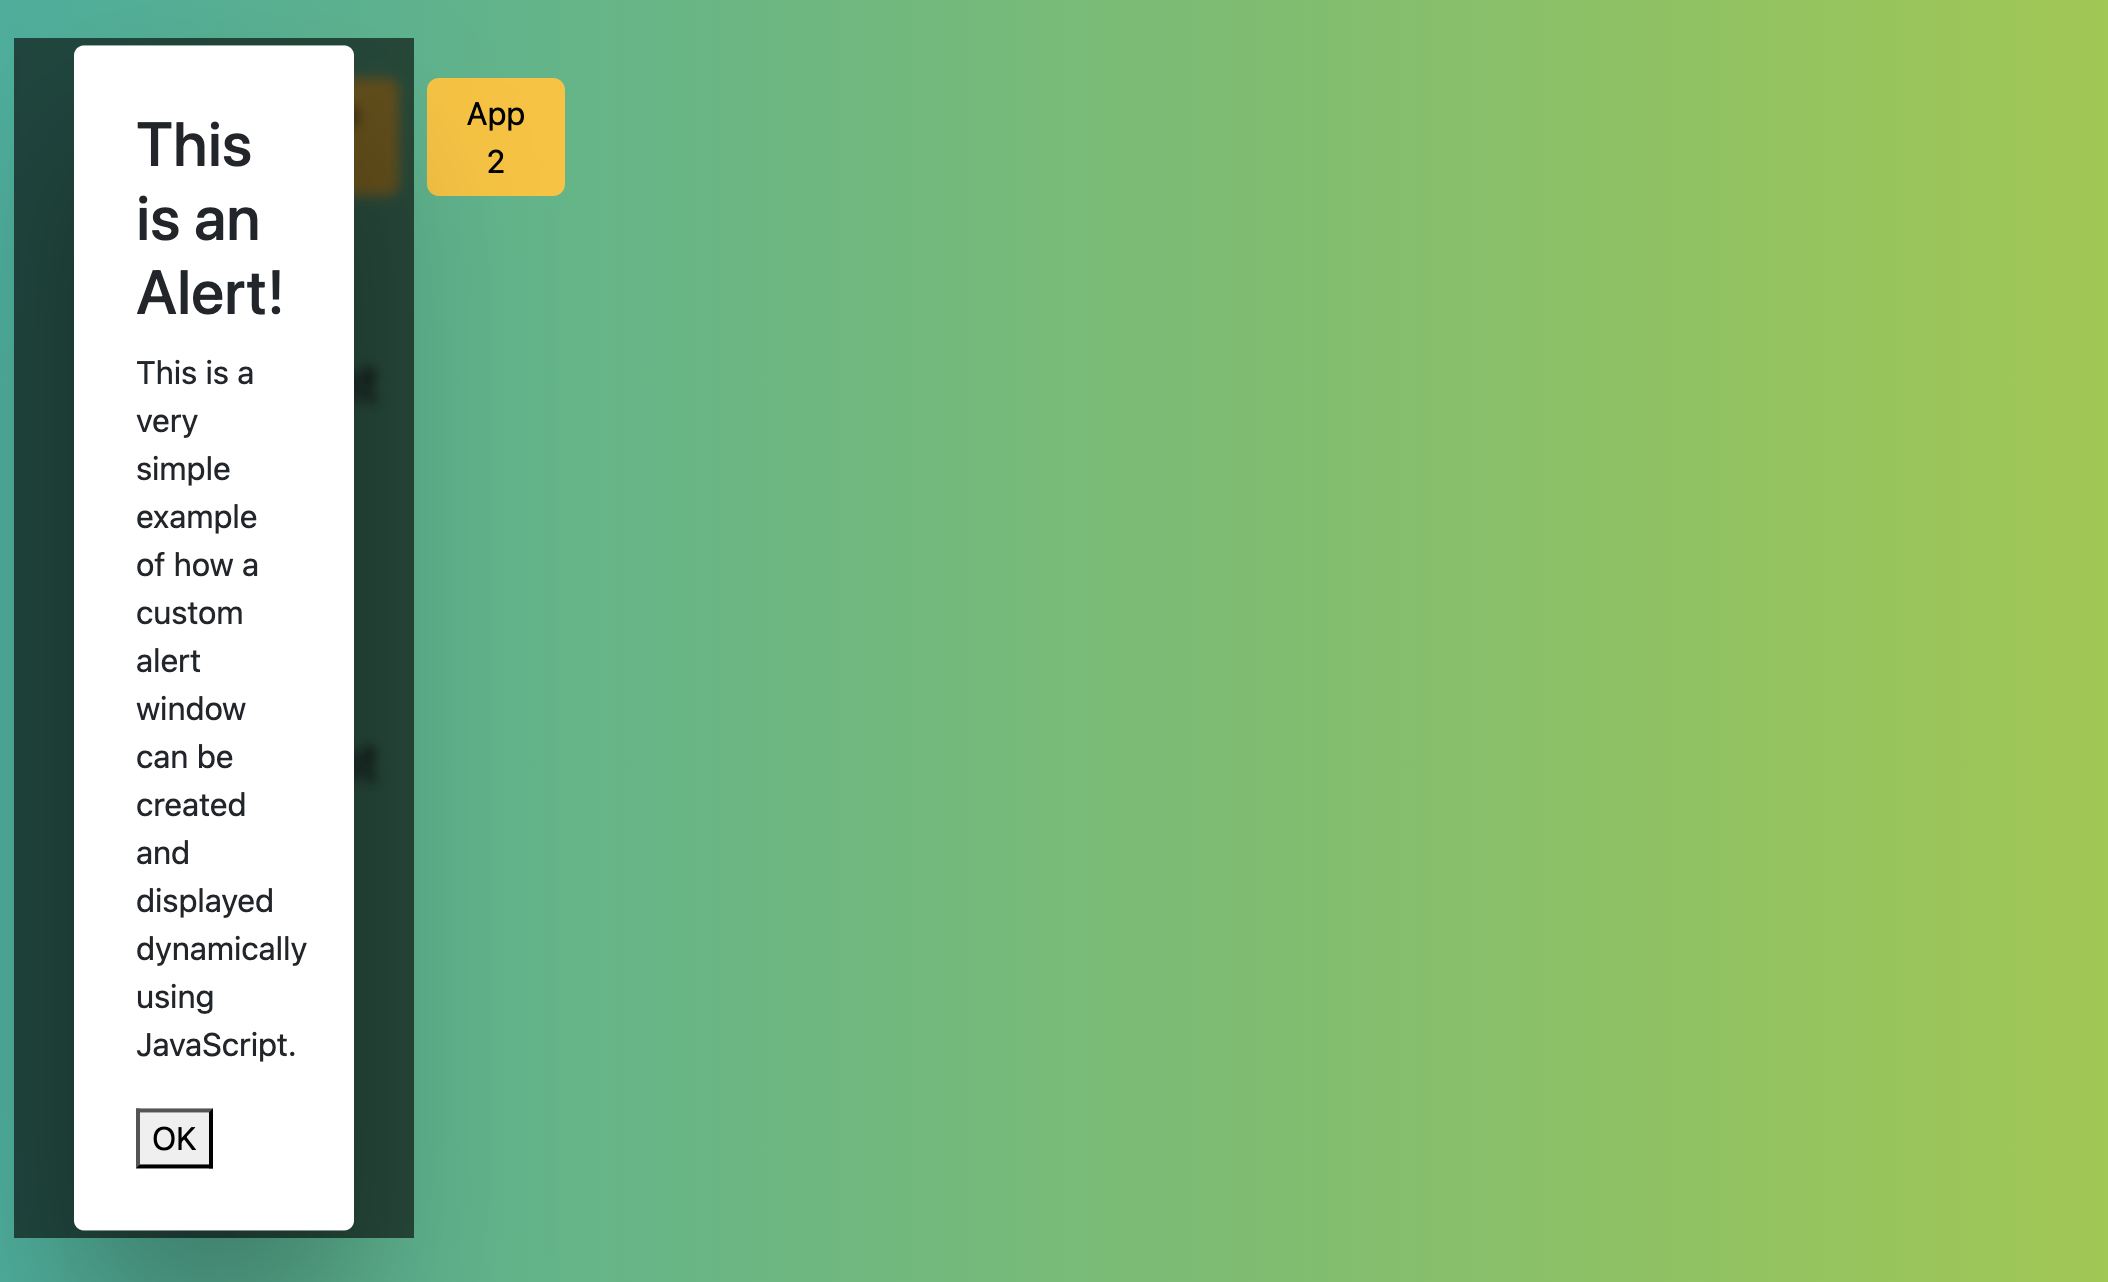 This
is an
Alert!
This is a
very
simple
example
of how a
custom
alert
window
can be
created
and
displayed
dynamically
using
JavaScript.
OK
App
2